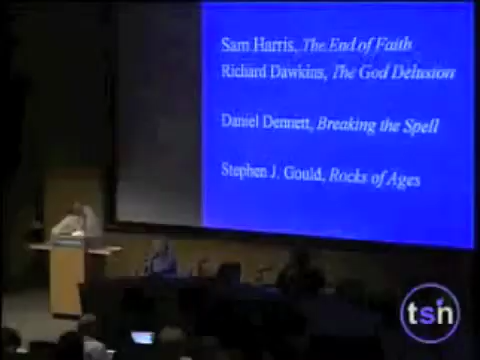 Sam Harris, The End of Faith
Richard Dawkins, The God Delusion
Daniel Dennett, Breaking the Spell
Stephen J. Gould, Rocks of Ages
tsn